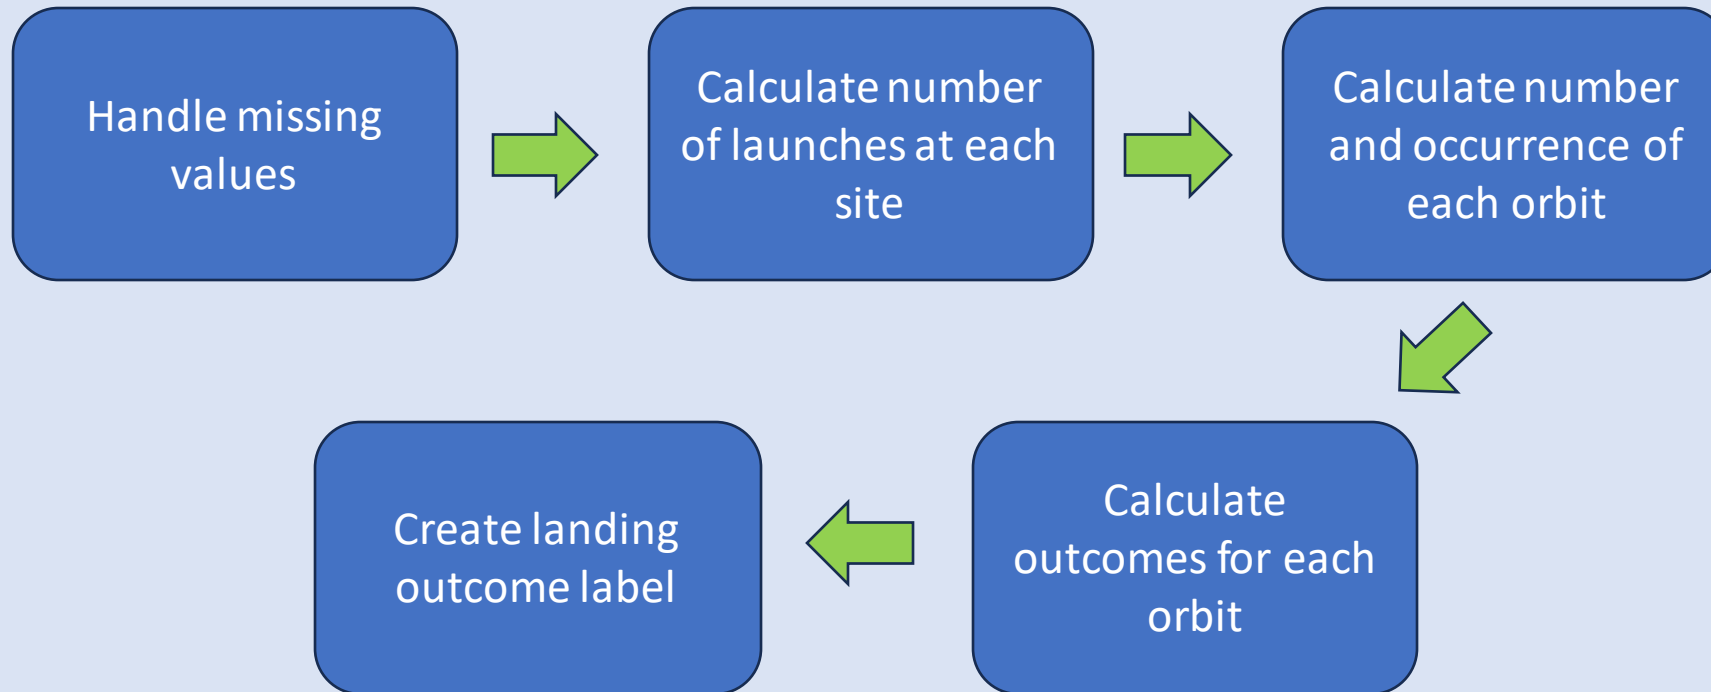 Handle missing
values
Calculate number
of launches at each
site
Calculate number
and occurrence of
each orbit
Calculate
outcomes for each
orbit
Create landing
outcome label